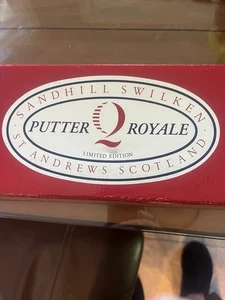 · SANDHILL SWILKEN ·
PUTTER Q ROYALE
LIMITED EDITION
ST ANDREWS SCOTLAND